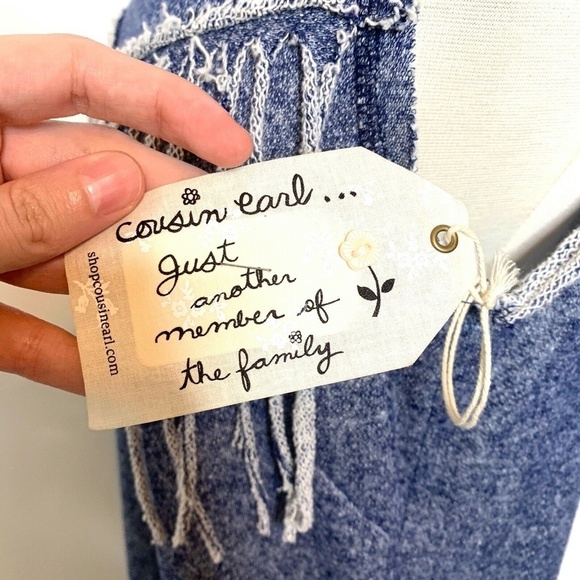 cousin earl ...
Just
another
member of
the family
shopcousinearl.com